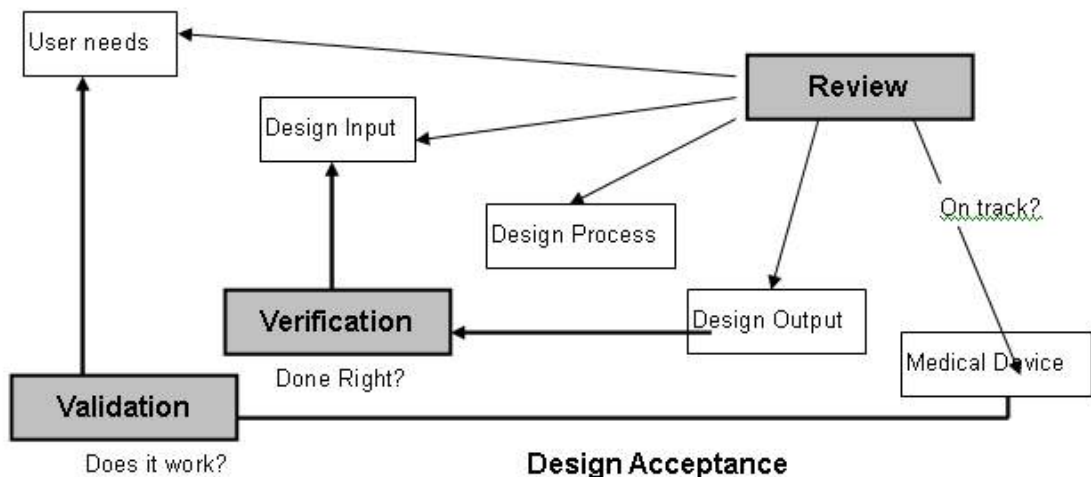 User needs
Review
Design Input
On track?
Design Process
Verification
Design Output
Done Right?
Medical Device
Validation
Does it work?
Design Acceptance